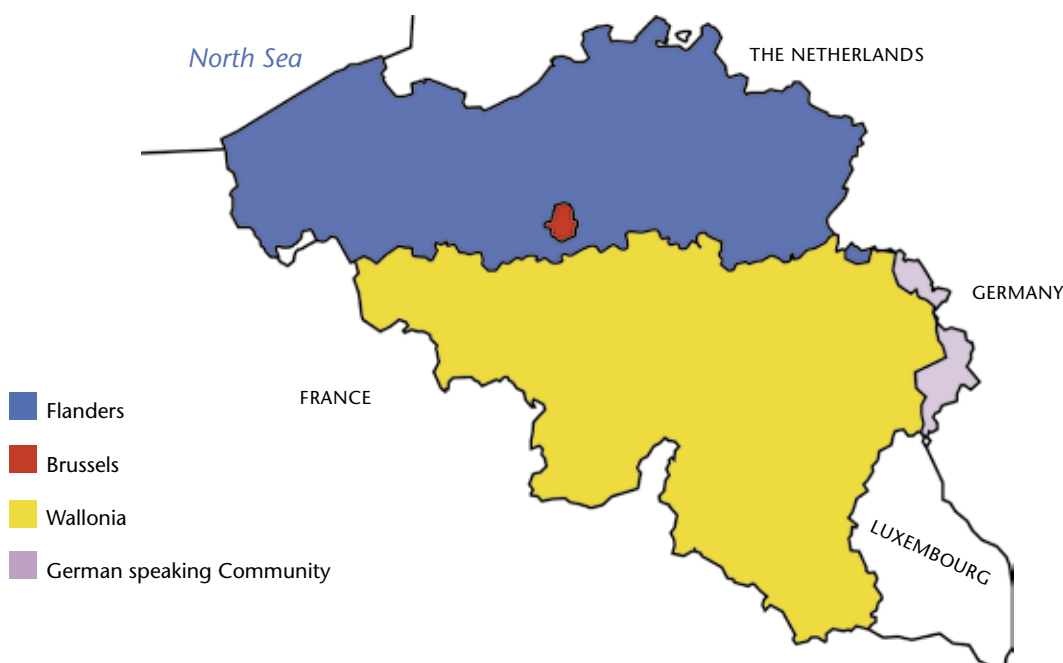 North Sea
THE NETHERLANDS
GERMANY
FRANCE
LUXEMBOURG
Flanders
Brussels
Wallonia
German speaking Community